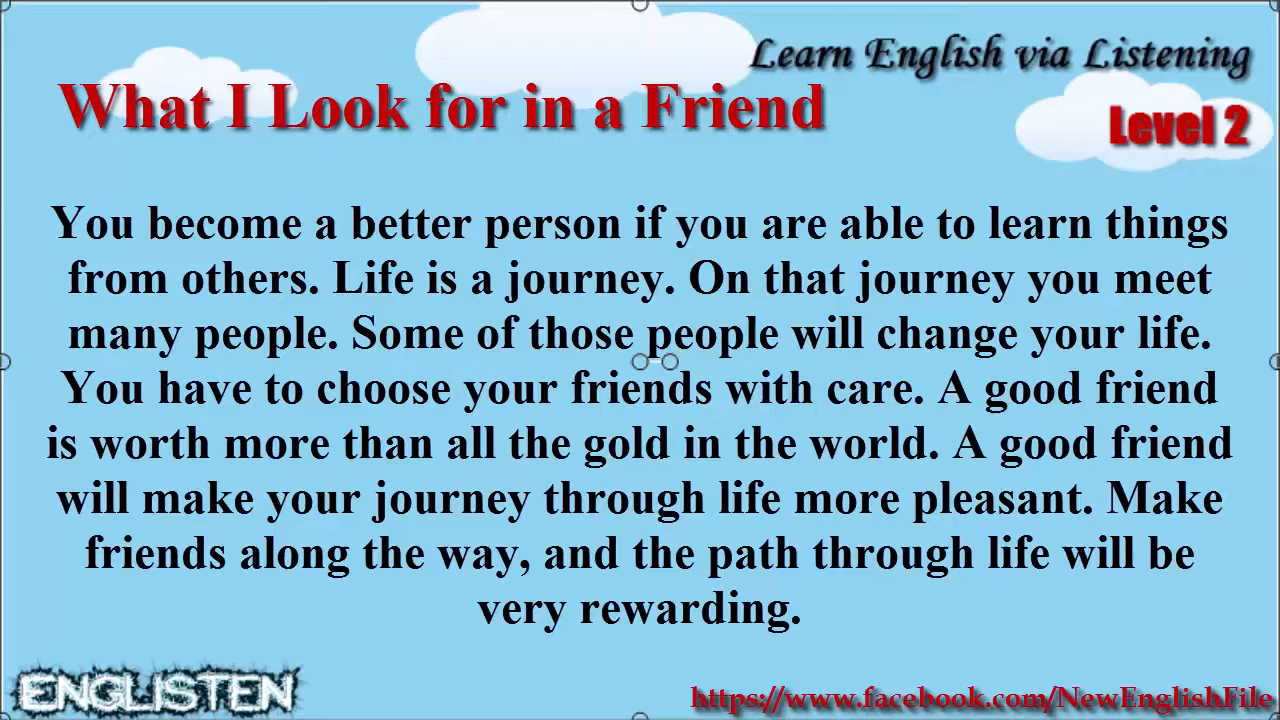 Learn English via Listening
What I Look for in a Friend
Level 2
You become a better person if you are able to learn things
from others. Life is a journey. On that journey you meet
many people. Some of those people will change your life.
You have to choose your friends with care. A good friend
is worth more than all the gold in the world. A good friend
will make your journey through life more pleasant. Make
friends along the way, and the path through life will be
very rewarding.
ENGLISTEN
https://www.facebook.com/NewEnglishFile